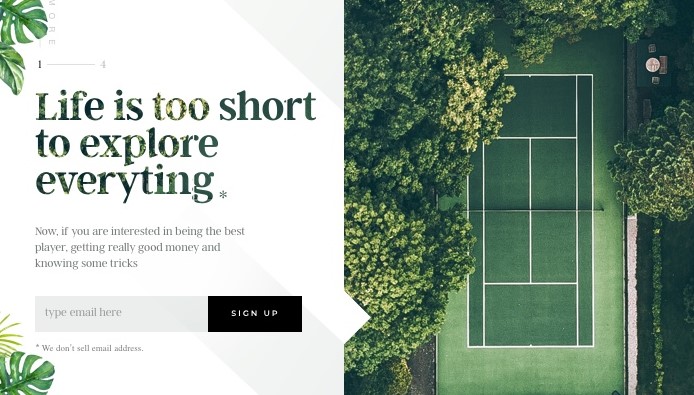 MORE
1 4
Life is too short
to explore
everyting *
Now, if you are interested in being the best
player, getting really good money and
knowing some tricks
type email here
SIGN UP
* We don't sell email address.